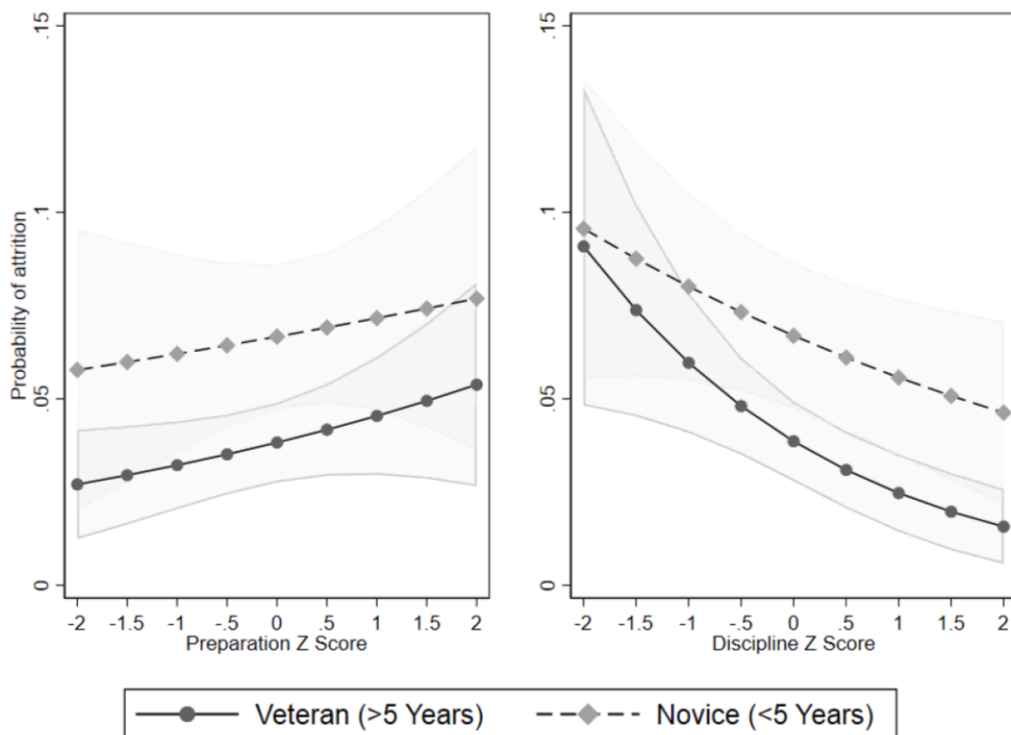 Probability of attrition
.15
.1
.05
0
-2 -1.5 -1 -.5 0 .5 1 1.5 2
Preparation Z Score
.15
.1
.05
0
-2 -1.5 -1 -.5 0 .5 1 1.5 2
Discipline Z Score
Veteran (>5 Years) Novice (<5 Years)